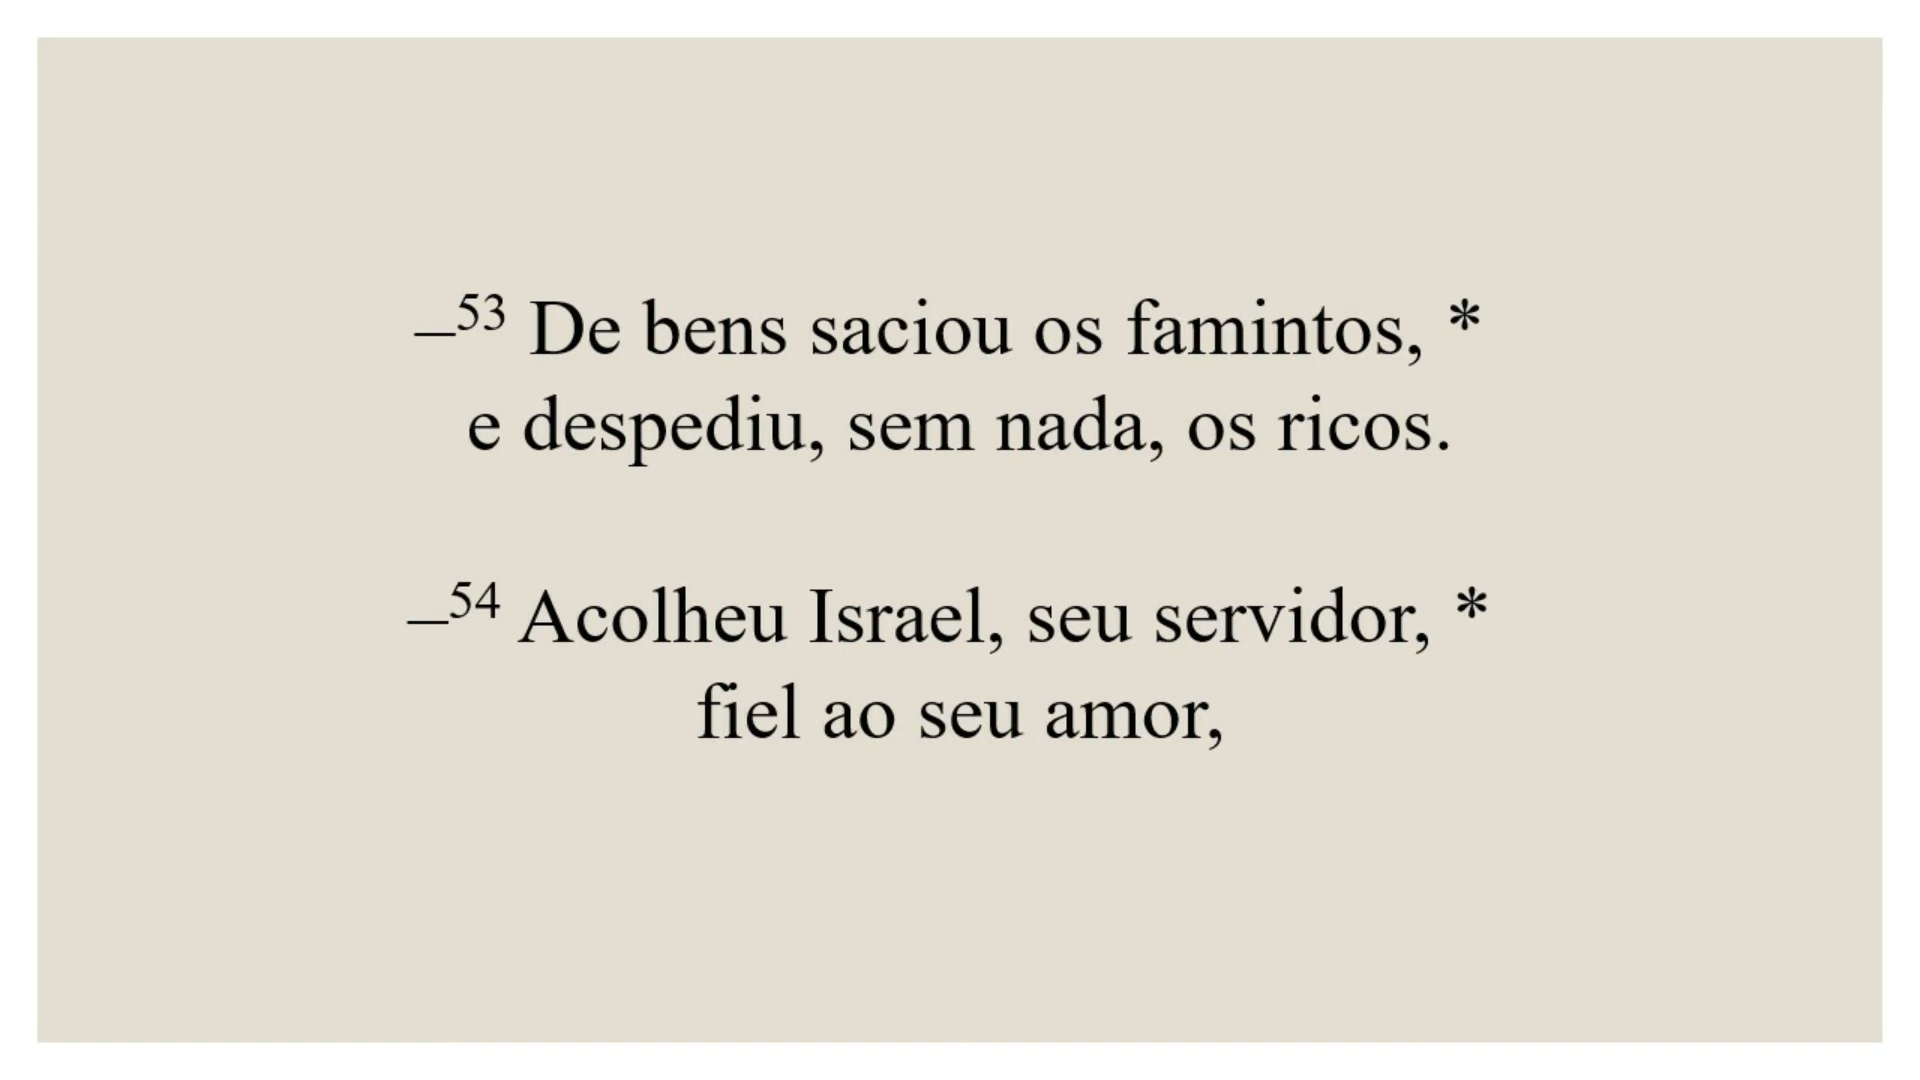 –⁵³ De bens saciou os famintos, *
e despediu, sem nada, os ricos.
–⁵⁴ Acolheu Israel, seu servidor, *
fiel ao seu amor,